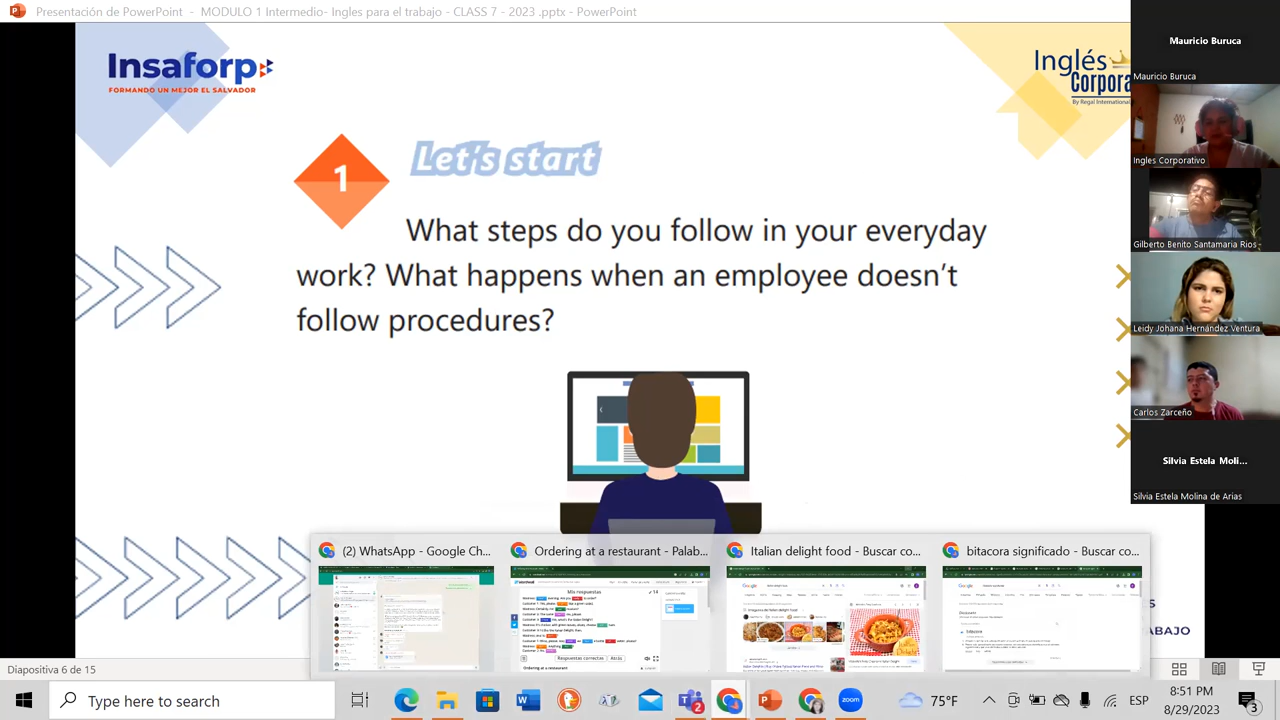 Presentación de PowerPoint - MODULO 1 Intermedio- Ingles para el trabajo - CLASS 7 - 2023 .pptx - PowerPoint
Insaforp
FORMANDO UN MEJOR EL SALVADOR
Inglés
Corpora
By Regal International
1
Let's start
What steps do you follow in your everyday
work? What happens when an employee doesn't
follow procedures?
Mauricio Buruca
Mauricio Buruca
Ingles Corporativo
Gilberto Benito Santamaria Rios
Leidy Johana Hernández Ventura
Carlos Zarceño
Silvia Estela Moli...
Silvia Estela Molina de Arias
(2) WhatsApp - Google Ch...
Ordering at a restaurant - Palab...
Italian delight food - Buscar co...
bitacora significado - Buscar co...
Mis respuestas
Respuestas correctas
Atrás
Ordering at a restaurant
S
ABAJO
Diapositiva 6 de 15
Type here to search
2
75°F
ESP
8:51 PM
8/29/2023
3